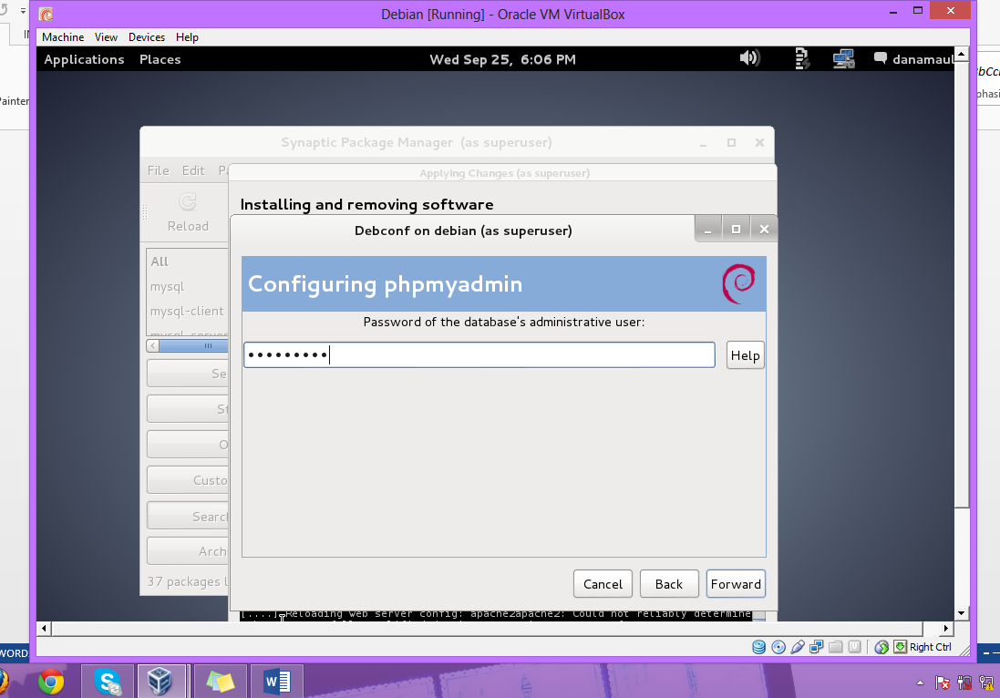 Debian [Running] - Oracle VM VirtualBox
Machine View Devices Help
Applications Places Wed Sep 25, 6:06 PM danamaul
Synaptic Package Manager (as superuser)
File Edit
Applying Changes (as superuser)
Installing and removing software
Reload
Debconf on debian (as superuser)
Configuring phpmyadmin
Password of the database's administrative user:
Help
All
mysql
mysql-client
mysql-server
Se
St
O
Custo
Search
Arch
37 packages l
Cancel Back Forward
[....] Reloading web server config: apache2apache2: Could not reliably determine
Right Ctrl
WORD